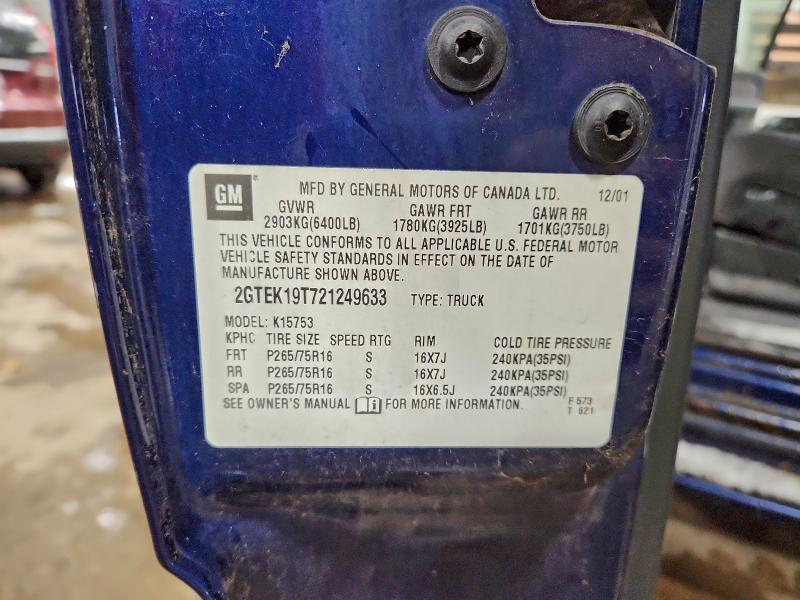 GM ® MFD BY GENERAL MOTORS OF CANADA LTD. 12/01
GVWR GAWR FRT GAWR RR
2903KG(6400LB) 1780KG(3925LB) 1701KG(3750LB)
THIS VEHICLE CONFORMS TO ALL APPLICABLE U.S. FEDERAL MOTOR
VEHICLE SAFETY STANDARDS IN EFFECT ON THE DATE OF
MANUFACTURE SHOWN ABOVE.
2GTEK19T721249633 TYPE: TRUCK
MODEL: K15753
KPHC TIRE SIZE SPEED RTG RIM COLD TIRE PRESSURE
FRT P265/75R16 S 16X7J 240KPA(35PSI)
RR P265/75R16 S 16X7J 240KPA(35PSI)
SPA P265/75R16 S 16X6.5J 240KPA(35PSI)
SEE OWNER'S MANUAL i FOR MORE INFORMATION. F 573
T 621